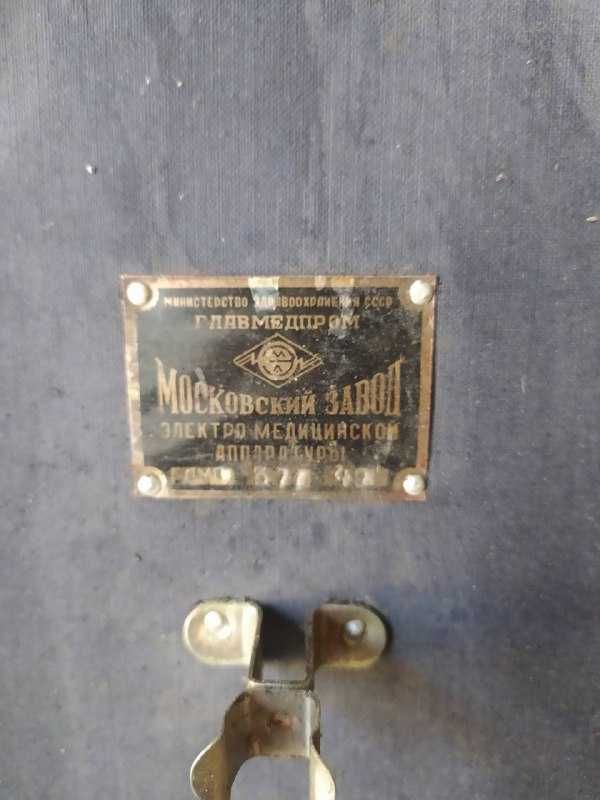 МИНИСТЕРСТВО ЗДРАВООХРАНЕНИЯ СССР
ГЛАВМЕДПРОМ
МОСКОВСКИЙ ЗАВОД
ЭЛЕКТРО МЕДИЦИНСКОЙ
АППАРАТУРЫ